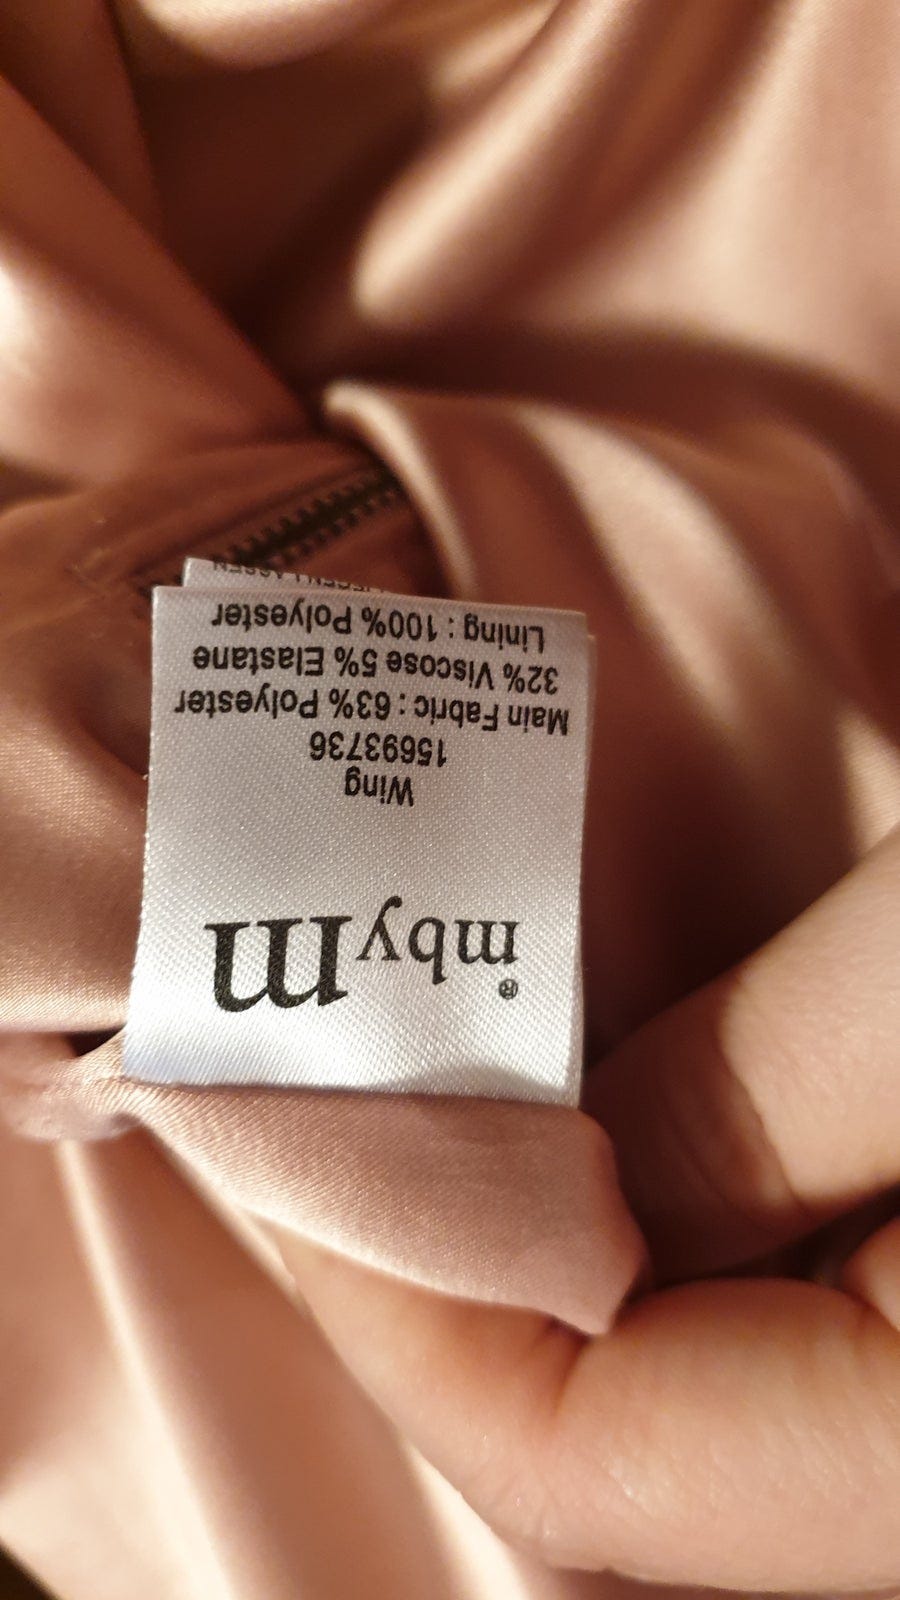 mbym®
Wing
15693736
Main Fabric : 63% Polyester
32% Viscose 5% Elastane
Lining : 100% Polyester